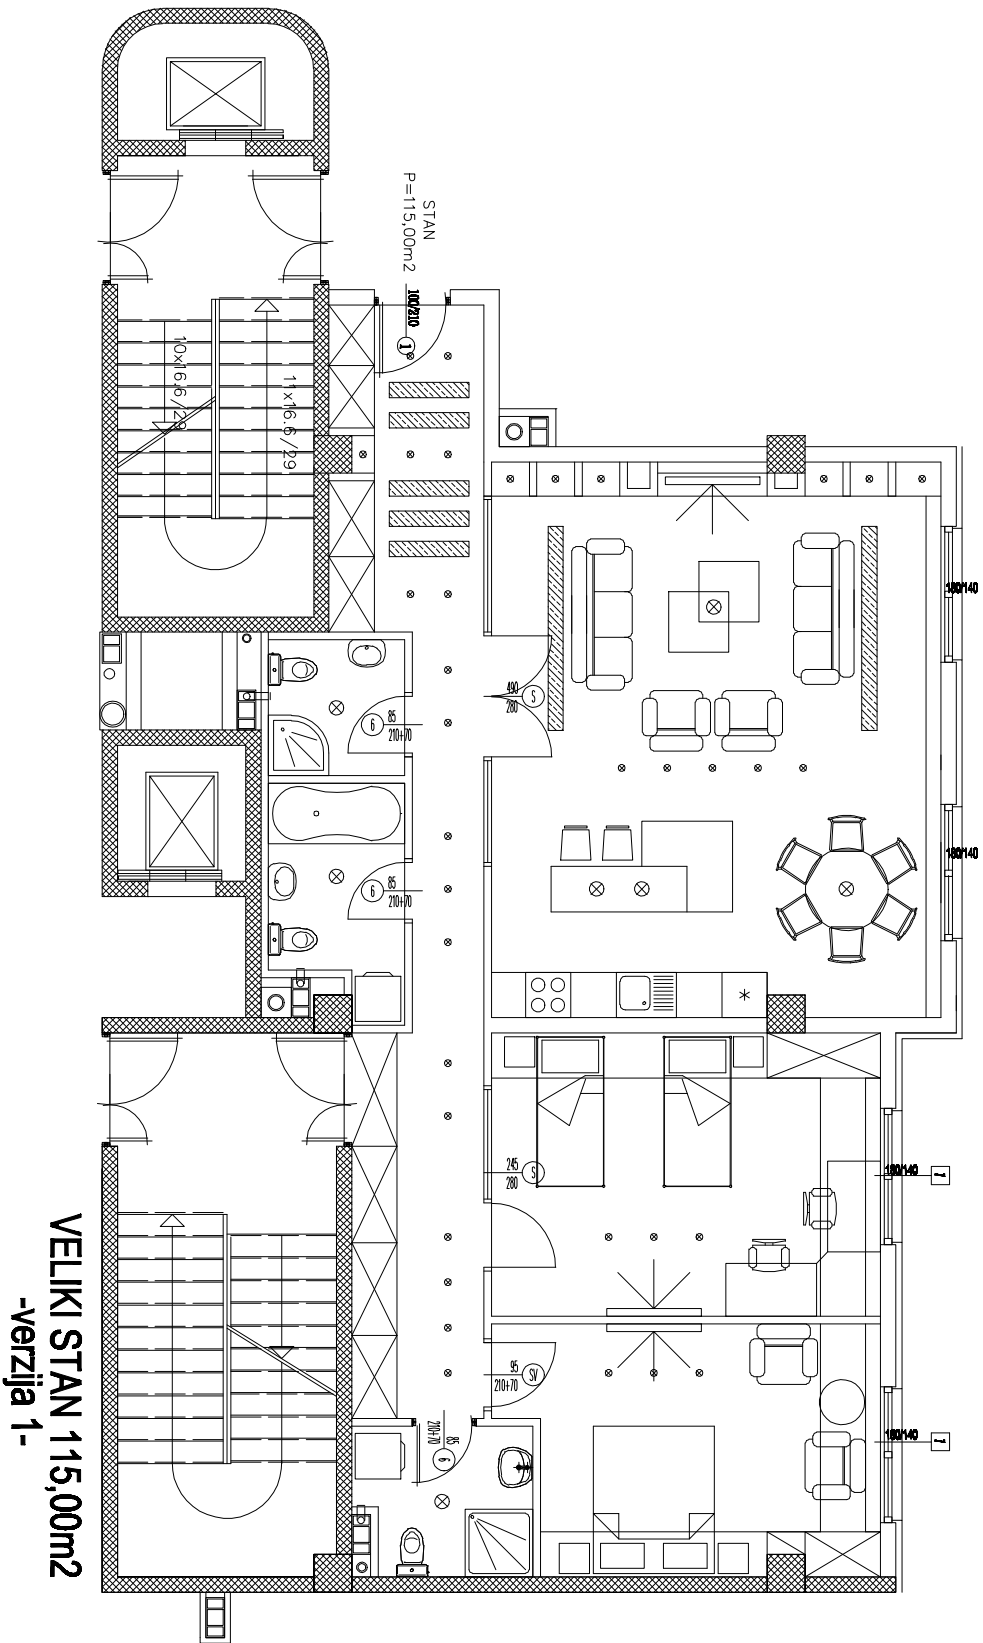 STAN
P=115,00m2
100/210
1
10x16.6/29
11x16.6/29
180/140
490
280
S
6
85
210+70
180/140
6
85
210+70
245
280
S
180/140
1
95
210+70
SV
180/140
1
85
210+70
6
VELIKI STAN 115,00m2
-verzija 1-